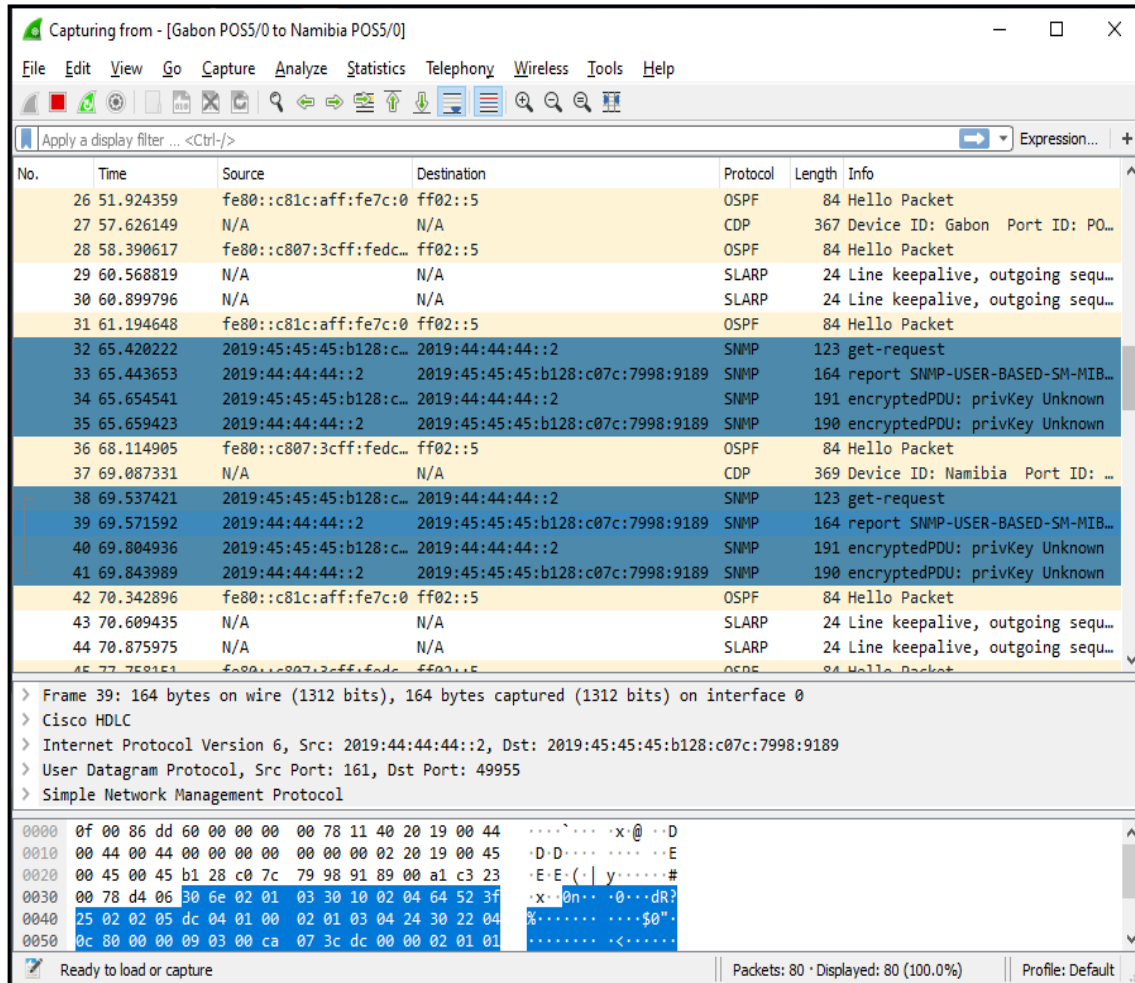 Capturing from - [Gabon POS5/0 to Namibia POS5/0]
File Edit View Go Capture Analyze Statistics Telephony Wireless Tools Help
Apply a display filter ... <Ctrl-/> Expression... +
No. Time Source Destination Protocol Length Info
26 51.924359 fe80::c81c:aff:fe7c:0 ff02::5 OSPF 84 Hello Packet
27 57.626149 N/A N/A CDP 367 Device ID: Gabon Port ID: PO…
28 58.390617 fe80::c807:3cff:fedc… ff02::5 OSPF 84 Hello Packet
29 60.568819 N/A N/A SLARP 24 Line keepalive, outgoing sequ…
30 60.899796 N/A N/A SLARP 24 Line keepalive, outgoing sequ…
31 61.194648 fe80::c81c:aff:fe7c:0 ff02::5 OSPF 84 Hello Packet
32 65.420222 2019:45:45:45:b128:c… 2019:44:44:44::2 SNMP 123 get-request
33 65.443653 2019:44:44:44::2 2019:45:45:45:b128:c07c:7998:9189 SNMP 164 report SNMP-USER-BASED-SM-MIB…
34 65.654541 2019:45:45:45:b128:c… 2019:44:44:44::2 SNMP 191 encryptedPDU: privKey Unknown
35 65.659423 2019:44:44:44::2 2019:45:45:45:b128:c07c:7998:9189 SNMP 190 encryptedPDU: privKey Unknown
36 68.114905 fe80::c807:3cff:fedc… ff02::5 OSPF 84 Hello Packet
37 69.087331 N/A N/A CDP 369 Device ID: Namibia Port ID: …
38 69.537421 2019:45:45:45:b128:c… 2019:44:44:44::2 SNMP 123 get-request
39 69.571592 2019:44:44:44::2 2019:45:45:45:b128:c07c:7998:9189 SNMP 164 report SNMP-USER-BASED-SM-MIB…
40 69.804936 2019:45:45:45:b128:c… 2019:44:44:44::2 SNMP 191 encryptedPDU: privKey Unknown
41 69.843989 2019:44:44:44::2 2019:45:45:45:b128:c07c:7998:9189 SNMP 190 encryptedPDU: privKey Unknown
42 70.342896 fe80::c81c:aff:fe7c:0 ff02::5 OSPF 84 Hello Packet
43 70.609435 N/A N/A SLARP 24 Line keepalive, outgoing sequ…
44 70.875975 N/A N/A SLARP 24 Line keepalive, outgoing sequ…
45 77.758151 fe80::c807:3cff:fedc… ff02::5 OSPF 84 Hello Packet
> Frame 39: 164 bytes on wire (1312 bits), 164 bytes captured (1312 bits) on interface 0
> Cisco HDLC
> Internet Protocol Version 6, Src: 2019:44:44:44::2, Dst: 2019:45:45:45:b128:c07c:7998:9189
> User Datagram Protocol, Src Port: 161, Dst Port: 49955
> Simple Network Management Protocol
0000 0f 00 86 dd 60 00 00 00 00 78 11 40 20 19 00 44 ····`··· ·x·@ ··D
0010 00 44 00 44 00 00 00 00 00 00 00 02 20 19 00 45 ·D·D···· ···· ··E
0020 00 45 00 45 b1 28 c0 7c 79 98 91 89 00 a1 c3 23 ·E·E·(·| y······#
0030 00 78 d4 06 30 6e 02 01 03 30 10 02 04 64 52 3f ·x··0n·· ·0···dR?
0040 25 02 02 05 dc 04 01 00 02 01 03 04 24 30 22 04 %······· ····$0"·
0050 0c 80 00 00 09 03 00 ca 07 3c dc 00 00 02 01 01 ········ ·<······
Ready to load or capture Packets: 80 · Displayed: 80 (100.0%) Profile: Default